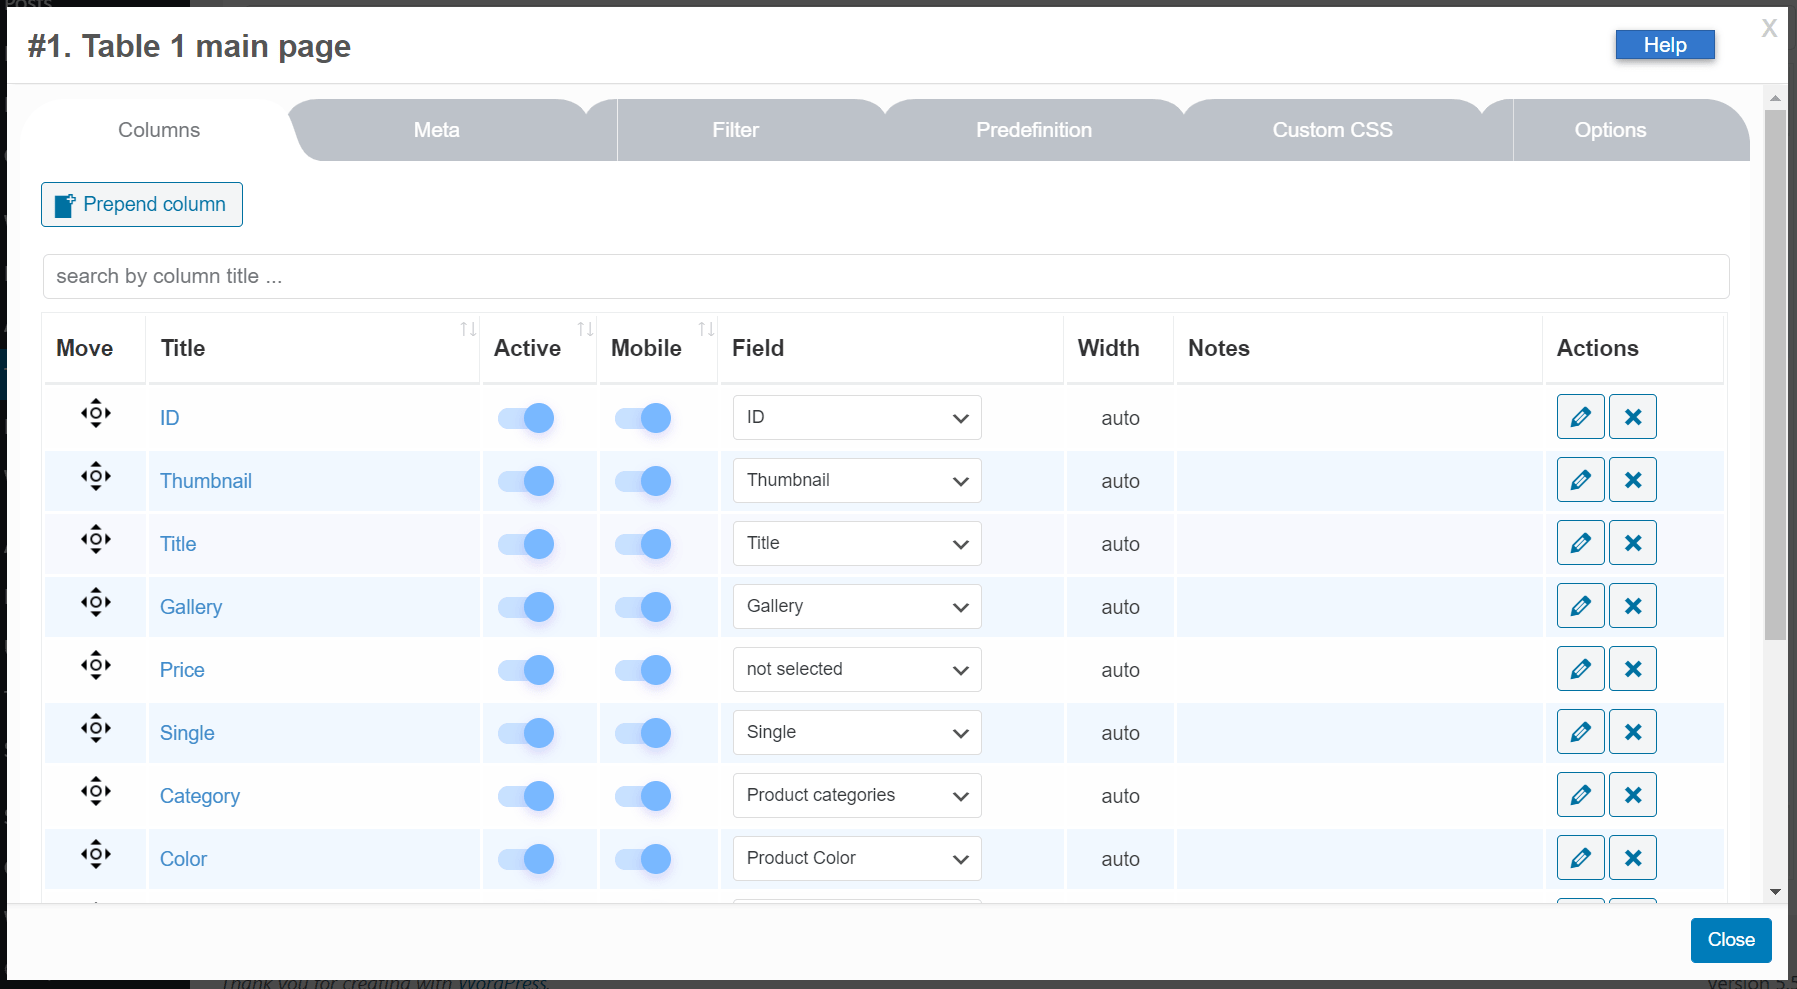 Posts
#1. Table 1 main page
Help
X
Columns
Meta
Filter
Predefinition
Custom CSS
Options
Prepend column
search by column title ...
Move Title Active Mobile Field Width Notes Actions
ID ID auto
Thumbnail Thumbnail auto
Title Title auto
Gallery Gallery auto
Price not selected auto
Single Single auto
Category Product categories auto
Color Product Color auto
Close
Thank you for creating with WordPress.